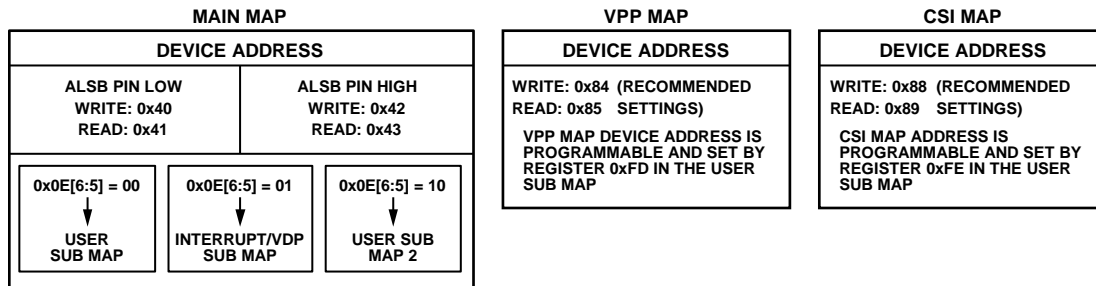 MAIN MAP
DEVICE ADDRESS
ALSB PIN LOW
WRITE: 0x40
READ: 0x41
ALSB PIN HIGH
WRITE: 0x42
READ: 0x43
0x0E[6:5] = 00
USER
SUB MAP
0x0E[6:5] = 01
INTERRUPT/VDP
SUB MAP
0x0E[6:5] = 10
USER SUB
MAP 2
VPP MAP
DEVICE ADDRESS
WRITE: 0x84 (RECOMMENDED
READ: 0x85 SETTINGS)
VPP MAP DEVICE ADDRESS IS
PROGRAMMABLE AND SET BY
REGISTER 0xFD IN THE USER
SUB MAP
CSI MAP
DEVICE ADDRESS
WRITE: 0x88 (RECOMMENDED
READ: 0x89 SETTINGS)
CSI MAP ADDRESS IS
PROGRAMMABLE AND SET BY
REGISTER 0xFE IN THE USER
SUB MAP